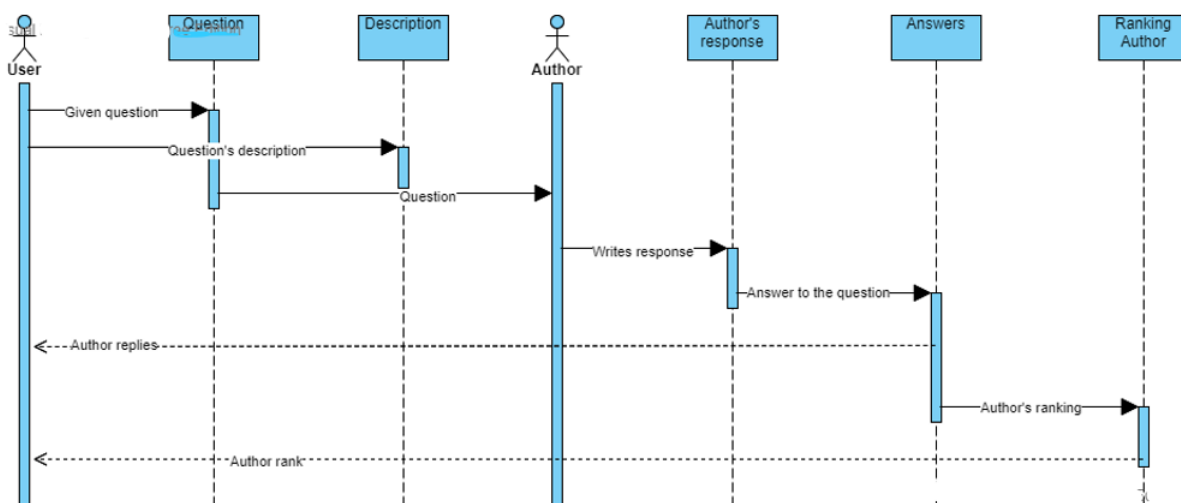 Question
Description
Author's
response
Answers
Ranking
Author
User
Author
Given question
Question's description
Question
Writes response
Answer to the question
Author replies
Author's ranking
Author rank